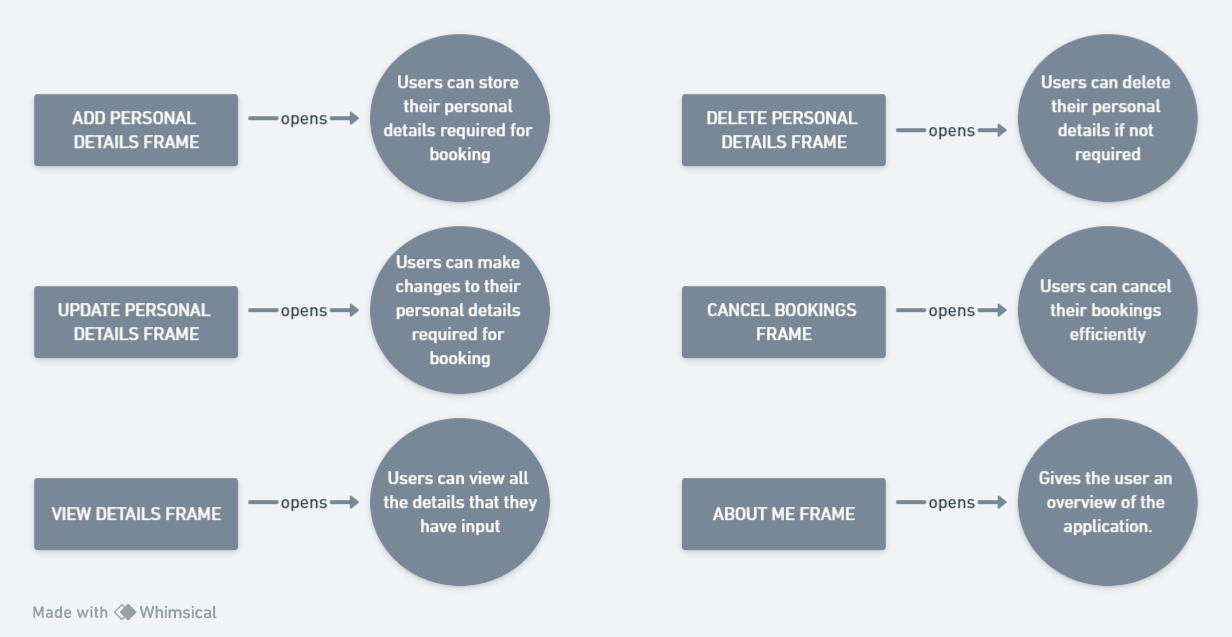 ADD PERSONAL
DETAILS FRAME
opens
Users can store
their personal
details required for
booking
DELETE PERSONAL
DETAILS FRAME
opens
Users can delete
their personal
details if not
required
UPDATE PERSONAL
DETAILS FRAME
opens
Users can make
changes to their
personal details
required for
booking
CANCEL BOOKINGS
FRAME
opens
Users can cancel
their bookings
efficiently
VIEW DETAILS FRAME
opens
Users can view all
the details that they
have input
ABOUT ME FRAME
opens
Gives the user an
overview of the
application.
Made with Whimsical